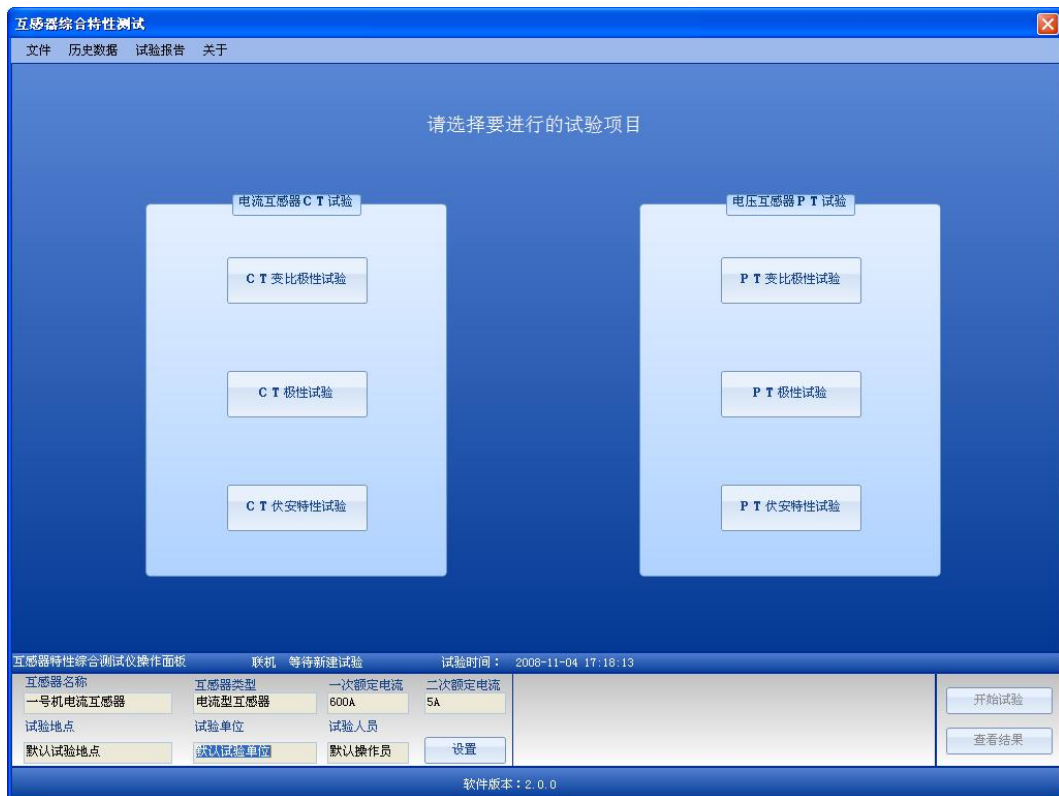 互感器综合特性测试
文件 历史数据 试验报告 关于
请选择要进行的试验项目
电流互感器CT试验
CT变比极性试验
CT极性试验
CT伏安特性试验
电压互感器PT试验
PT变比极性试验
PT极性试验
PT伏安特性试验
互感器特性综合测试仪操作面板 联机 等待新建试验 试验时间: 2008-11-04 17:18:13
互感器名称 互感器类型 一次额定电流 二次额定电流
一号机电流互感器 电流型互感器 600A 5A
试验地点 试验单位 试验人员
默认试验地点 默认试验单位 默认操作员 设置
开始试验
查看结果
软件版本:2.0.0